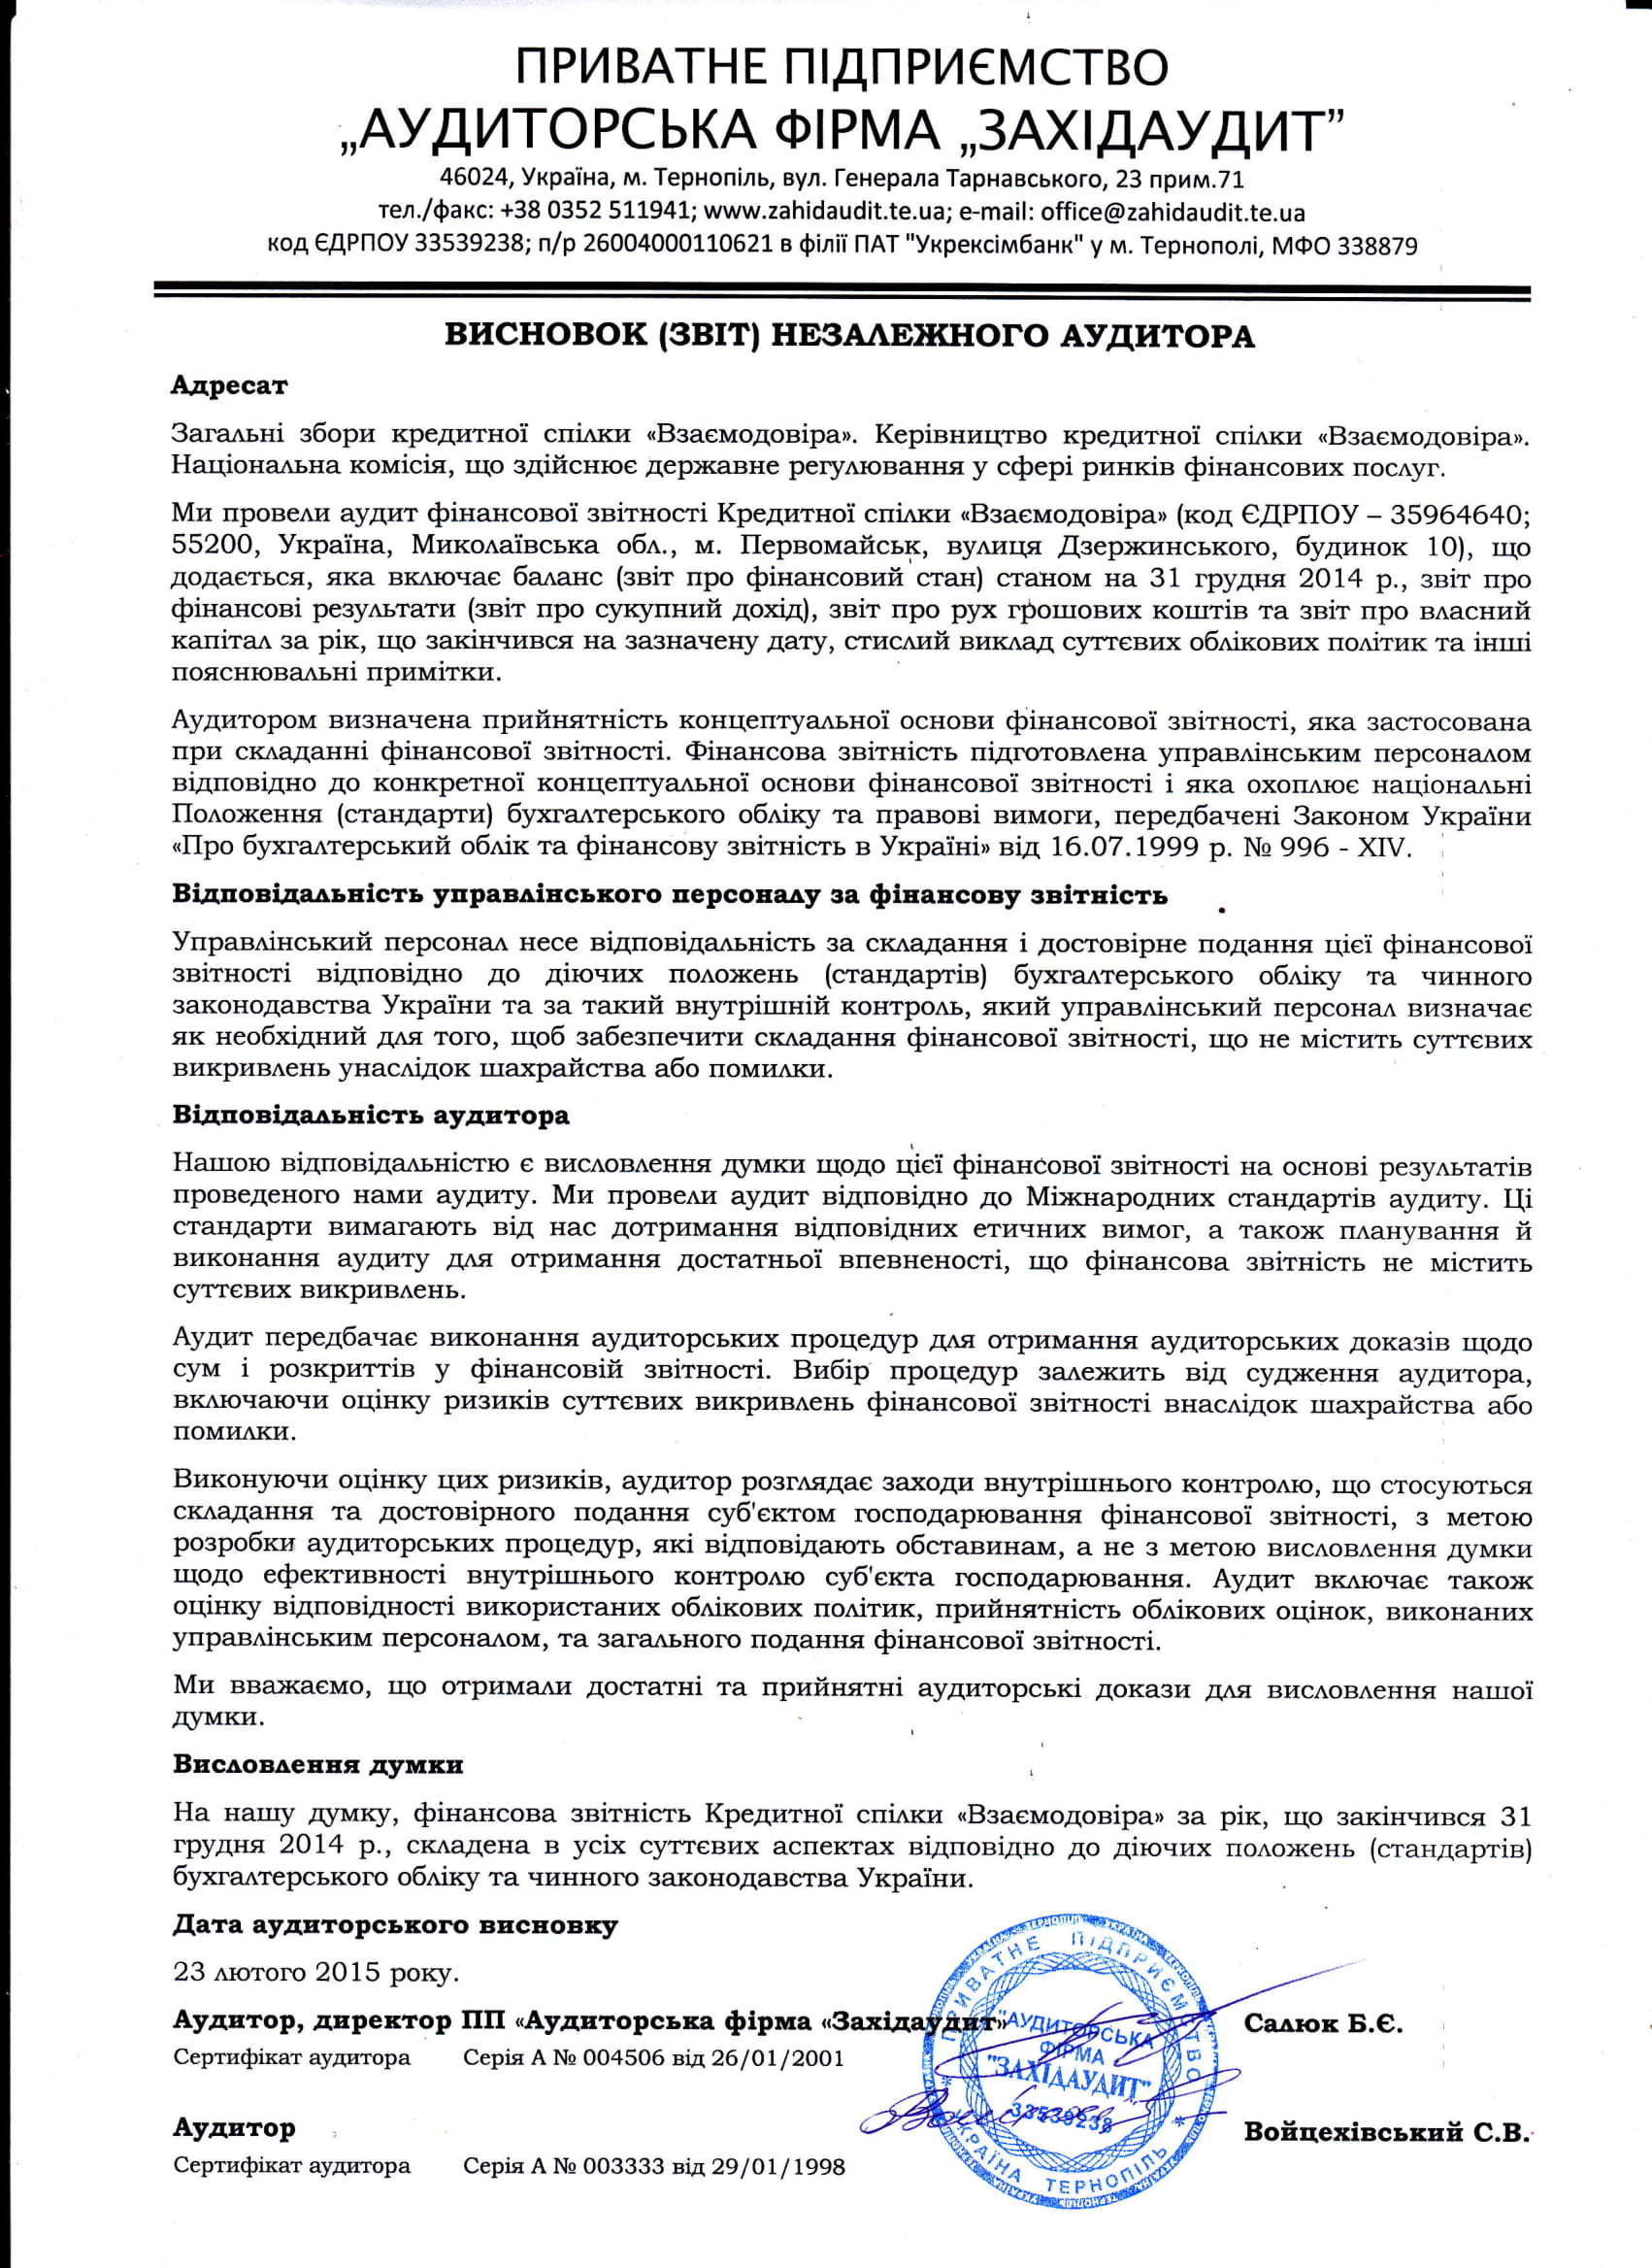 ПРИВАТНЕ ПІДПРИЄМСТВО
„АУДИТОРСЬКА ФІРМА „ЗАХІДАУДИТ”
46024, Україна, м. Тернопіль, вул. Генерала Тарнавського, 23 прим.71
тел./факс: +38 0352 511941; www.zahidaudit.te.ua; e-mail: office@zahidaudit.te.ua
код ЄДРПОУ 33539238; п/р 26004000110621 в філії ПАТ "Укрексімбанк" у м. Тернополі, МФО 338879
ВИСНОВОК (ЗВІТ) НЕЗАЛЕЖНОГО АУДИТОРА
Адресат
Загальні збори кредитної спілки «Взаємодовіра». Керівництво кредитної спілки «Взаємодовіра».
Національна комісія, що здійснює державне регулювання у сфері ринків фінансових послуг.
Ми провели аудит фінансової звітності Кредитної спілки «Взаємодовіра» (код ЄДРПОУ – 35964640;
55200, Україна, Миколаївська обл., м. Первомайськ, вулиця Дзержинського, будинок 10), що
додається, яка включає баланс (звіт про фінансовий стан) станом на 31 грудня 2014 р., звіт про
фінансові результати (звіт про сукупний дохід), звіт про рух грошових коштів та звіт про власний
капітал за рік, що закінчився на зазначену дату, стислий виклад суттєвих облікових політик та інші
пояснювальні примітки.
Аудитором визначена прийнятність концептуальної основи фінансової звітності, яка застосована
при складанні фінансової звітності. Фінансова звітність підготовлена управлінським персоналом
відповідно до конкретної концептуальної основи фінансової звітності і яка охоплює національні
Положення (стандарти) бухгалтерського обліку та правові вимоги, передбачені Законом України
«Про бухгалтерський облік та фінансову звітність в Україні» від 16.07.1999 р. № 996 - XIV.
Відповідальність управлінського персоналу за фінансову звітність
Управлінський персонал несе відповідальність за складання і достовірне подання цієї фінансової
звітності відповідно до діючих положень (стандартів) бухгалтерського обліку та чинного
законодавства України та за такий внутрішній контроль, який управлінський персонал визначає
як необхідний для того, щоб забезпечити складання фінансової звітності, що не містить суттєвих
викривлень унаслідок шахрайства або помилки.
Відповідальність аудитора
Нашою відповідальністю є висловлення думки щодо цієї фінансової звітності на основі результатів
проведеного нами аудиту. Ми провели аудит відповідно до Міжнародних стандартів аудиту. Ці
стандарти вимагають від нас дотримання відповідних етичних вимог, а також планування й
виконання аудиту для отримання достатньої впевненості, що фінансова звітність не містить
суттєвих викривлень.
Аудит передбачає виконання аудиторських процедур для отримання аудиторських доказів щодо
сум і розкриттів у фінансовій звітності. Вибір процедур залежить від судження аудитора,
включаючи оцінку ризиків суттєвих викривлень фінансової звітності внаслідок шахрайства або
помилки.
Виконуючи оцінку цих ризиків, аудитор розглядає заходи внутрішнього контролю, що стосуються
складання та достовірного подання суб'єктом господарювання фінансової звітності, з метою
розробки аудиторських процедур, які відповідають обставинам, а не з метою висловлення думки
щодо ефективності внутрішнього контролю суб'єкта господарювання. Аудит включає також
оцінку відповідності використаних облікових політик, прийнятність облікових оцінок, виконаних
управлінським персоналом, та загального подання фінансової звітності.
Ми вважаємо, що отримали достатні та прийнятні аудиторські докази для висловлення нашої
думки.
Висловлення думки
На нашу думку, фінансова звітність Кредитної спілки «Взаємодовіра» за рік, що закінчився 31
грудня 2014 р., складена в усіх суттєвих аспектах відповідно до діючих положень (стандартів)
бухгалтерського обліку та чинного законодавства України.
Дата аудиторського висновку
23 лютого 2015 року.
Аудитор, директор ПП «Аудиторська фірма «Західаудит» Салюк Б.Є.
Сертифікат аудитора Серія А № 004506 від 26/01/2001
Аудитор Войцехівський С.В.
Сертифікат аудитора Серія А № 003333 від 29/01/1998
ПРИВАТНЕ ПІДПРИЄМСТВО
"АУДИТОРСЬКА
ФІРМА
"ЗАХІДАУДИТ"
33539238
* УКРАЇНА ТЕРНОПІЛЬ *